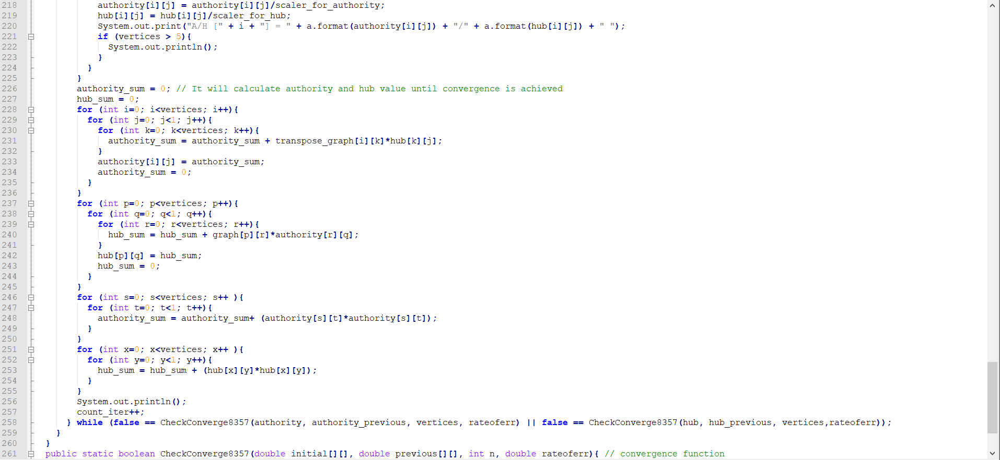 218 authority[i][j] = authority[i][j]/scaler_for_authority;
219 hub[i][j] = hub[i][j]/scaler_for_hub;
220 System.out.print("A/H [" + i + "] = " + a.format(authority[i][j]) + "/" + a.format(hub[i][j]) + " ");
221 if (vertices > 5){
222 System.out.println();
223 }
224 }
225 }
226 authority_sum = 0; // It will calculate authority and hub value until convergence is achieved
227 hub_sum = 0;
228 for (int i=0; i<vertices; i++){
229 for (int j=0; j<1; j++){
230 for (int k=0; k<vertices; k++){
231 authority_sum = authority_sum + transpose_graph[i][k]*hub[k][j];
232 }
233 authority[i][j] = authority_sum;
234 authority_sum = 0;
235 }
236 }
237 for (int p=0; p<vertices; p++){
238 for (int q=0; q<1; q++){
239 for (int r=0; r<vertices; r++){
240 hub_sum = hub_sum + graph[p][r]*authority[r][q];
241 }
242 hub[p][q] = hub_sum;
243 hub_sum = 0;
244 }
245 }
246 for (int s=0; s<vertices; s++ ){
247 for (int t=0; t<1; t++){
248 authority_sum = authority_sum+ (authority[s][t]*authority[s][t]);
249 }
250 }
251 for (int x=0; x<vertices; x++ ){
252 for (int y=0; y<1; y++){
253 hub_sum = hub_sum + (hub[x][y]*hub[x][y]);
254 }
255 }
256 System.out.println();
257 count_iter++;
258 } while (false == CheckConverge8357(authority, authority_previous, vertices, rateoferr) || false == CheckConverge8357(hub, hub_previous, vertices,rateoferr));
259 }
260 }
261 public static boolean CheckConverge8357(double initial[][], double previous[][], int n, double rateoferr){ // convergence function